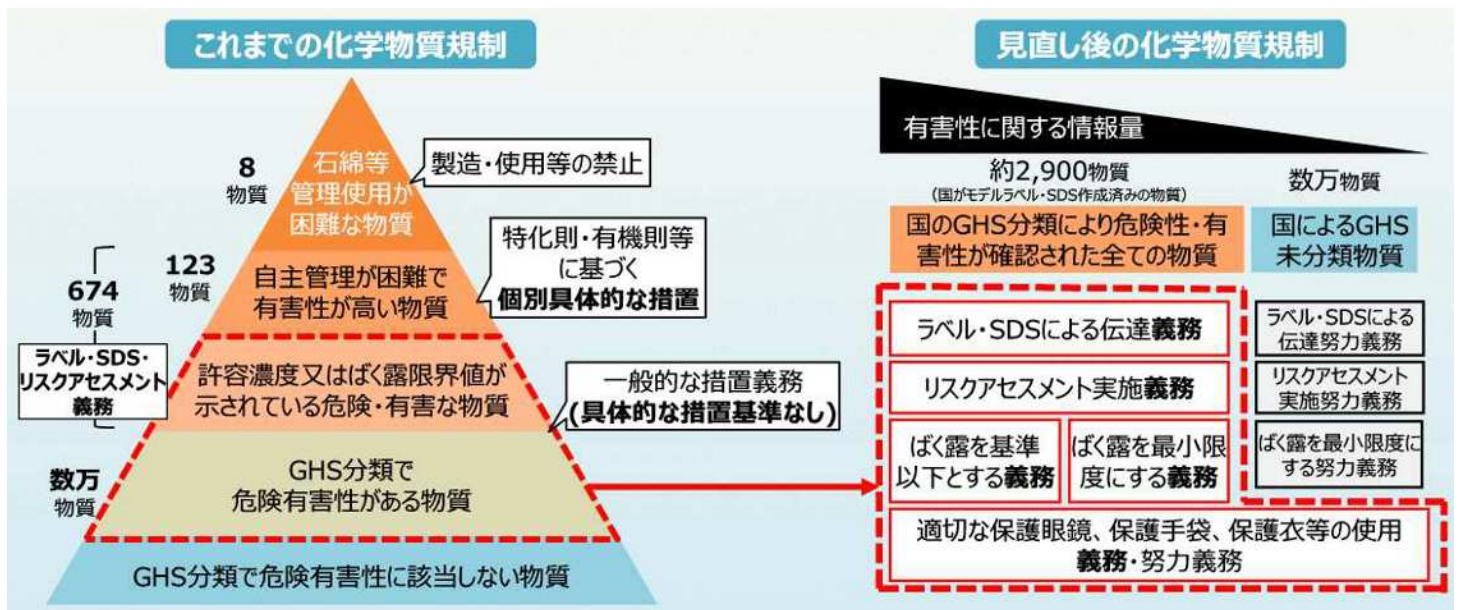 これまでの化学物質規制
8
物質
石綿等
管理使用が
困難な物質
製造・使用等の禁止
123
物質
自主管理が困難で
有害性が高い物質
特化則・有機則等
に基づく
個別具体的な措置
674
物質
ラベル・SDS・
リスクアセスメント
義務
許容濃度又はばく露限界値が
示されている危険・有害な物質
一般的な措置義務
(具体的な措置基準なし)
数万
物質
GHS分類で
危険有害性がある物質
GHS分類で危険有害性に該当しない物質
見直し後の化学物質規制
有害性に関する情報量
約2,900物質
(国がモデルラベル・SDS作成済みの物質)
数万物質
国のGHS分類により危険性・有
害性が確認された全ての物質
国によるGHS
未分類物質
ラベル・SDSによる伝達義務
ラベル・SDSによる
伝達努力義務
リスクアセスメント実施義務
リスクアセスメント
実施努力義務
ばく露を基準
以下とする義務
ばく露を最小限
度にする義務
ばく露を最小限度に
する努力義務
適切な保護眼鏡、保護手袋、保護衣等の使用
義務・努力義務